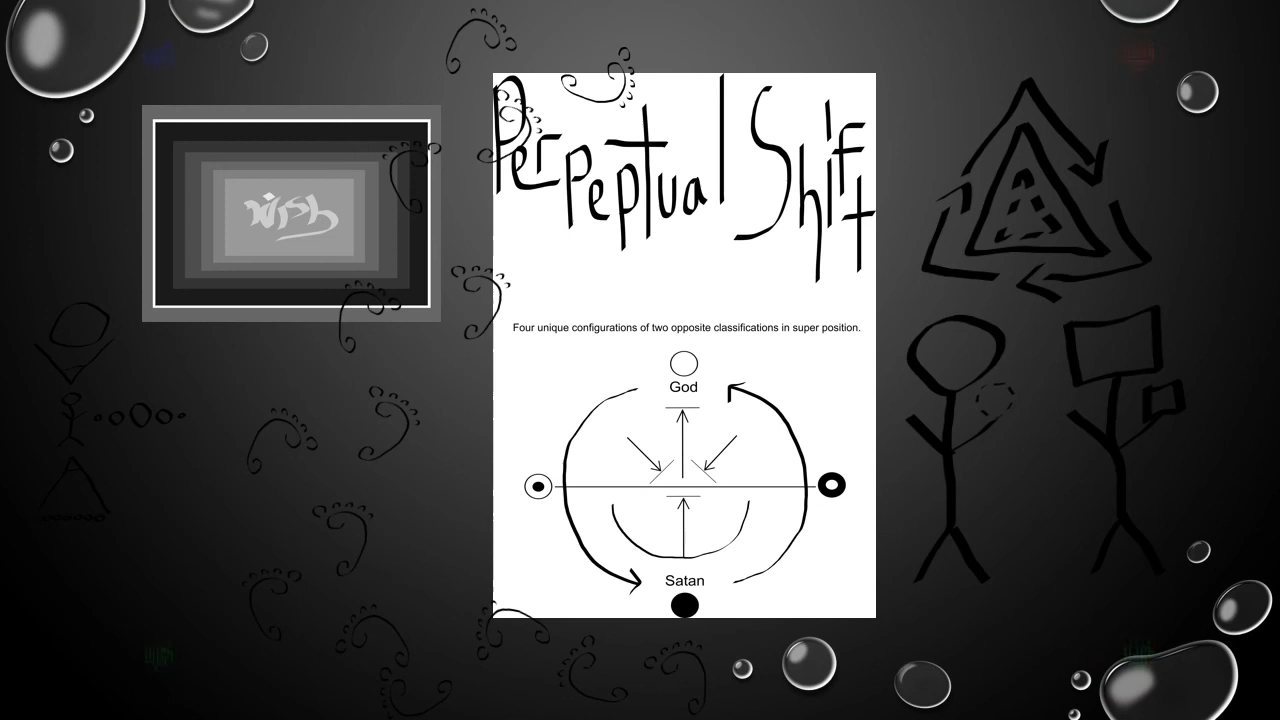 Perpeptual Shift
Four unique configurations of two opposite classifications in super position.
God
Satan